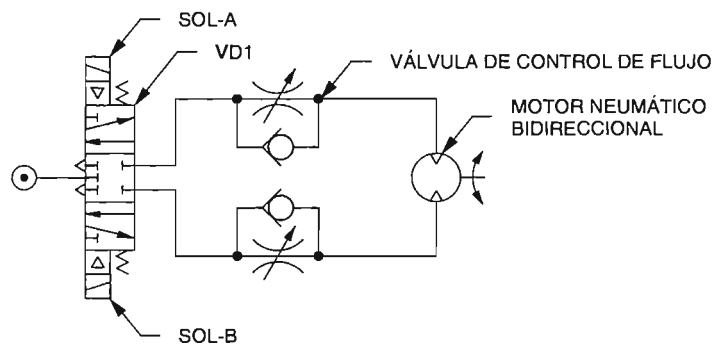 SOL-A
VD1
VÁLVULA DE CONTROL DE FLUJO
MOTOR NEUMÁTICO
BIDIRECCIONAL
SOL-B